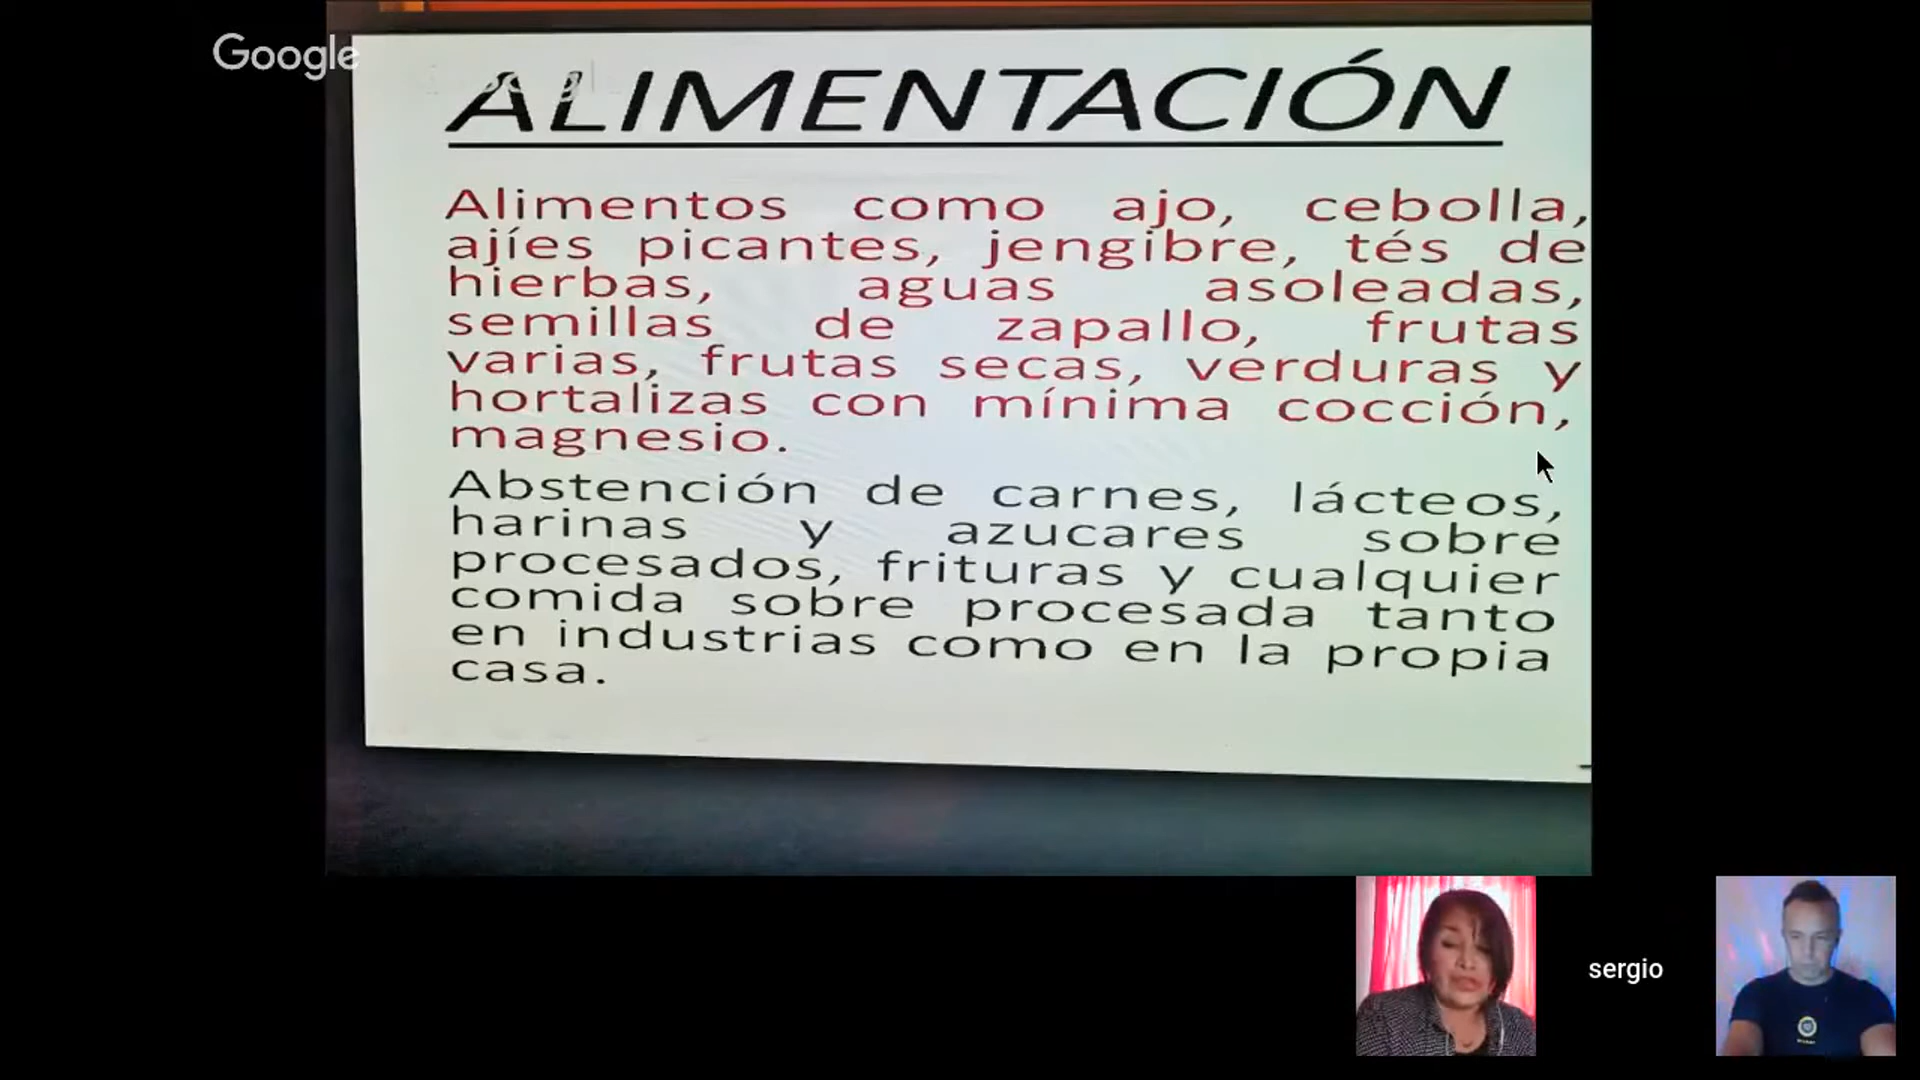 Google
ALIMENTACIÓN
Alimentos como ajo, cebolla,
ajíes picantes, jengibre, tés de
hierbas, aguas asoleadas,
semillas de zapallo, frutas
varias, frutas secas, verduras y
hortalizas con mínima cocción,
magnesio.
Abstención de carnes, lácteos,
harinas y azucares sobre
procesados, frituras y cualquier
comida sobre procesada tanto
en industrias como en la propia
casa.
sergio